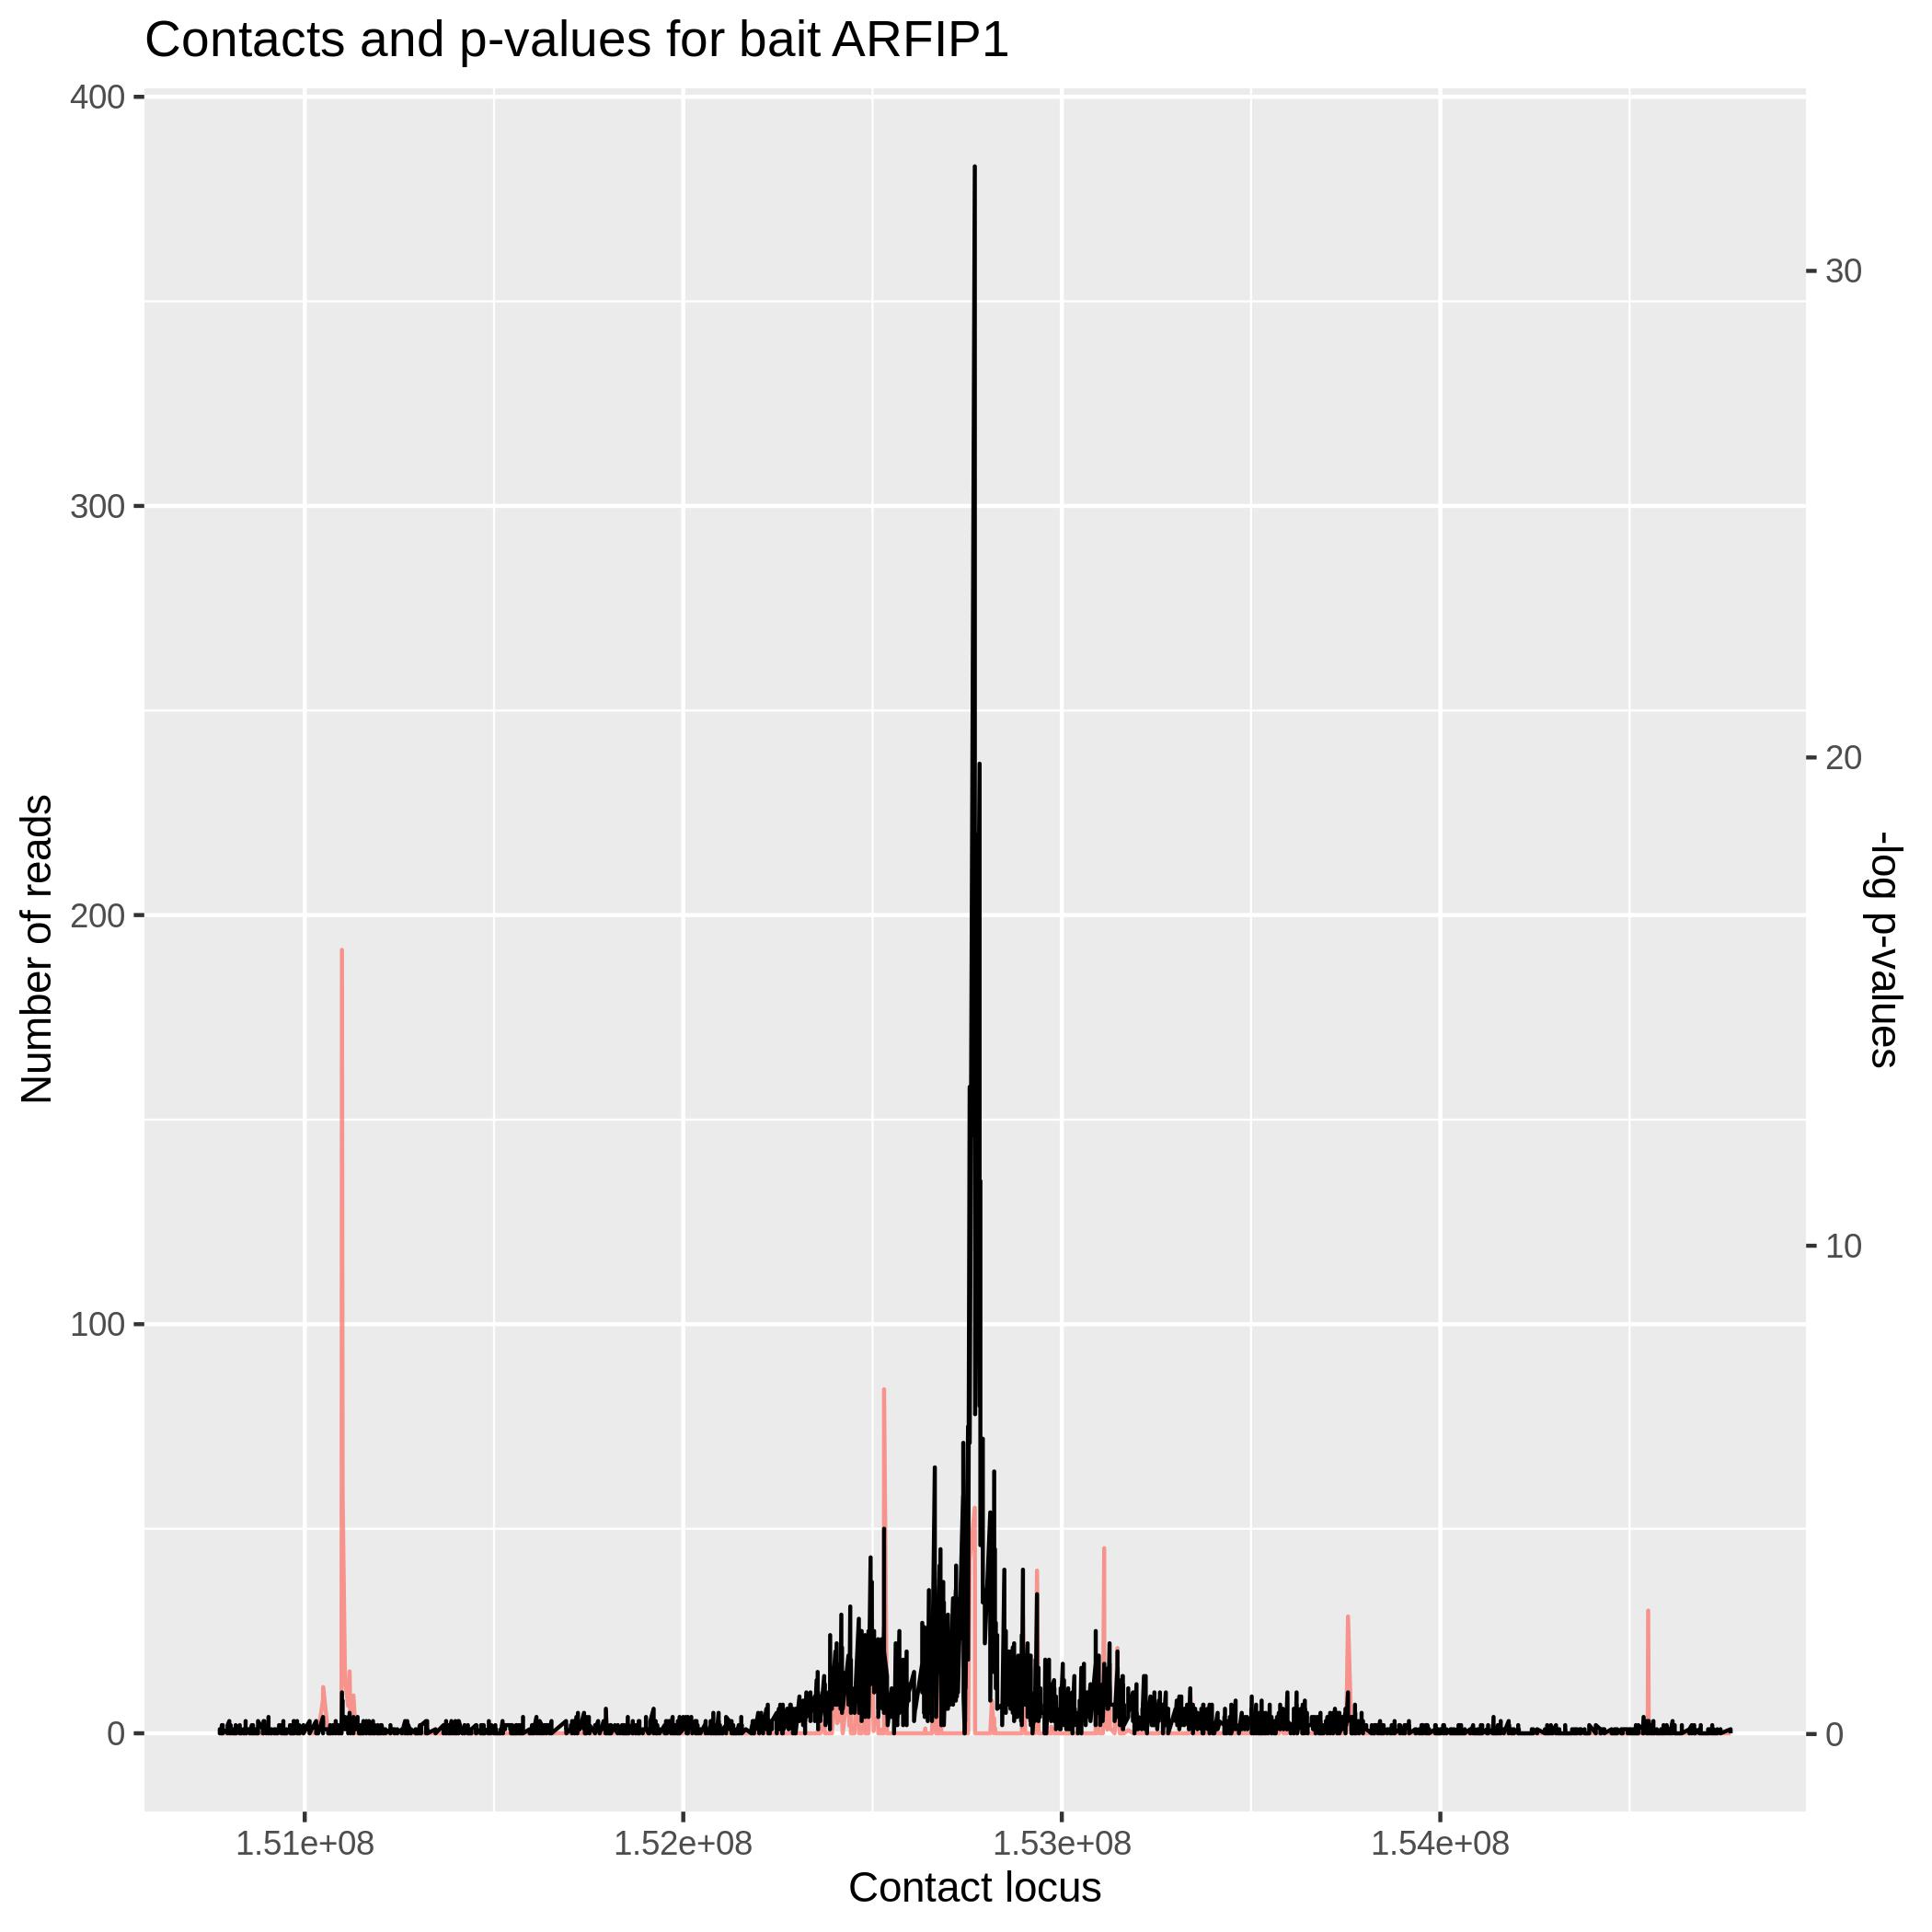 Contacts and p-values for bait ARFIP1
400
300
200
100
0
Number of reads
30
20
10
0
-log p-values
1.51e+08
1.52e+08
1.53e+08
1.54e+08
Contact locus